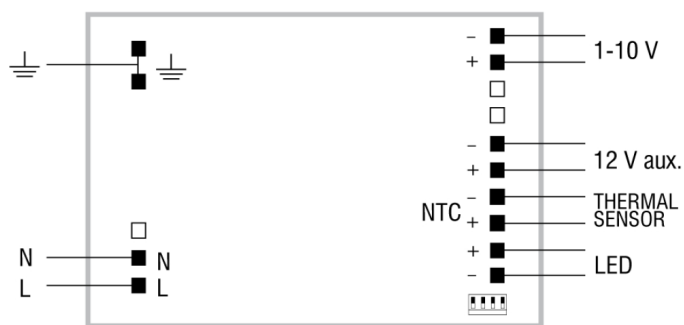 – 1-10 V
+
– 12 V aux.
+
– THERMAL
NTC + SENSOR
+ LED
–
N N
L L